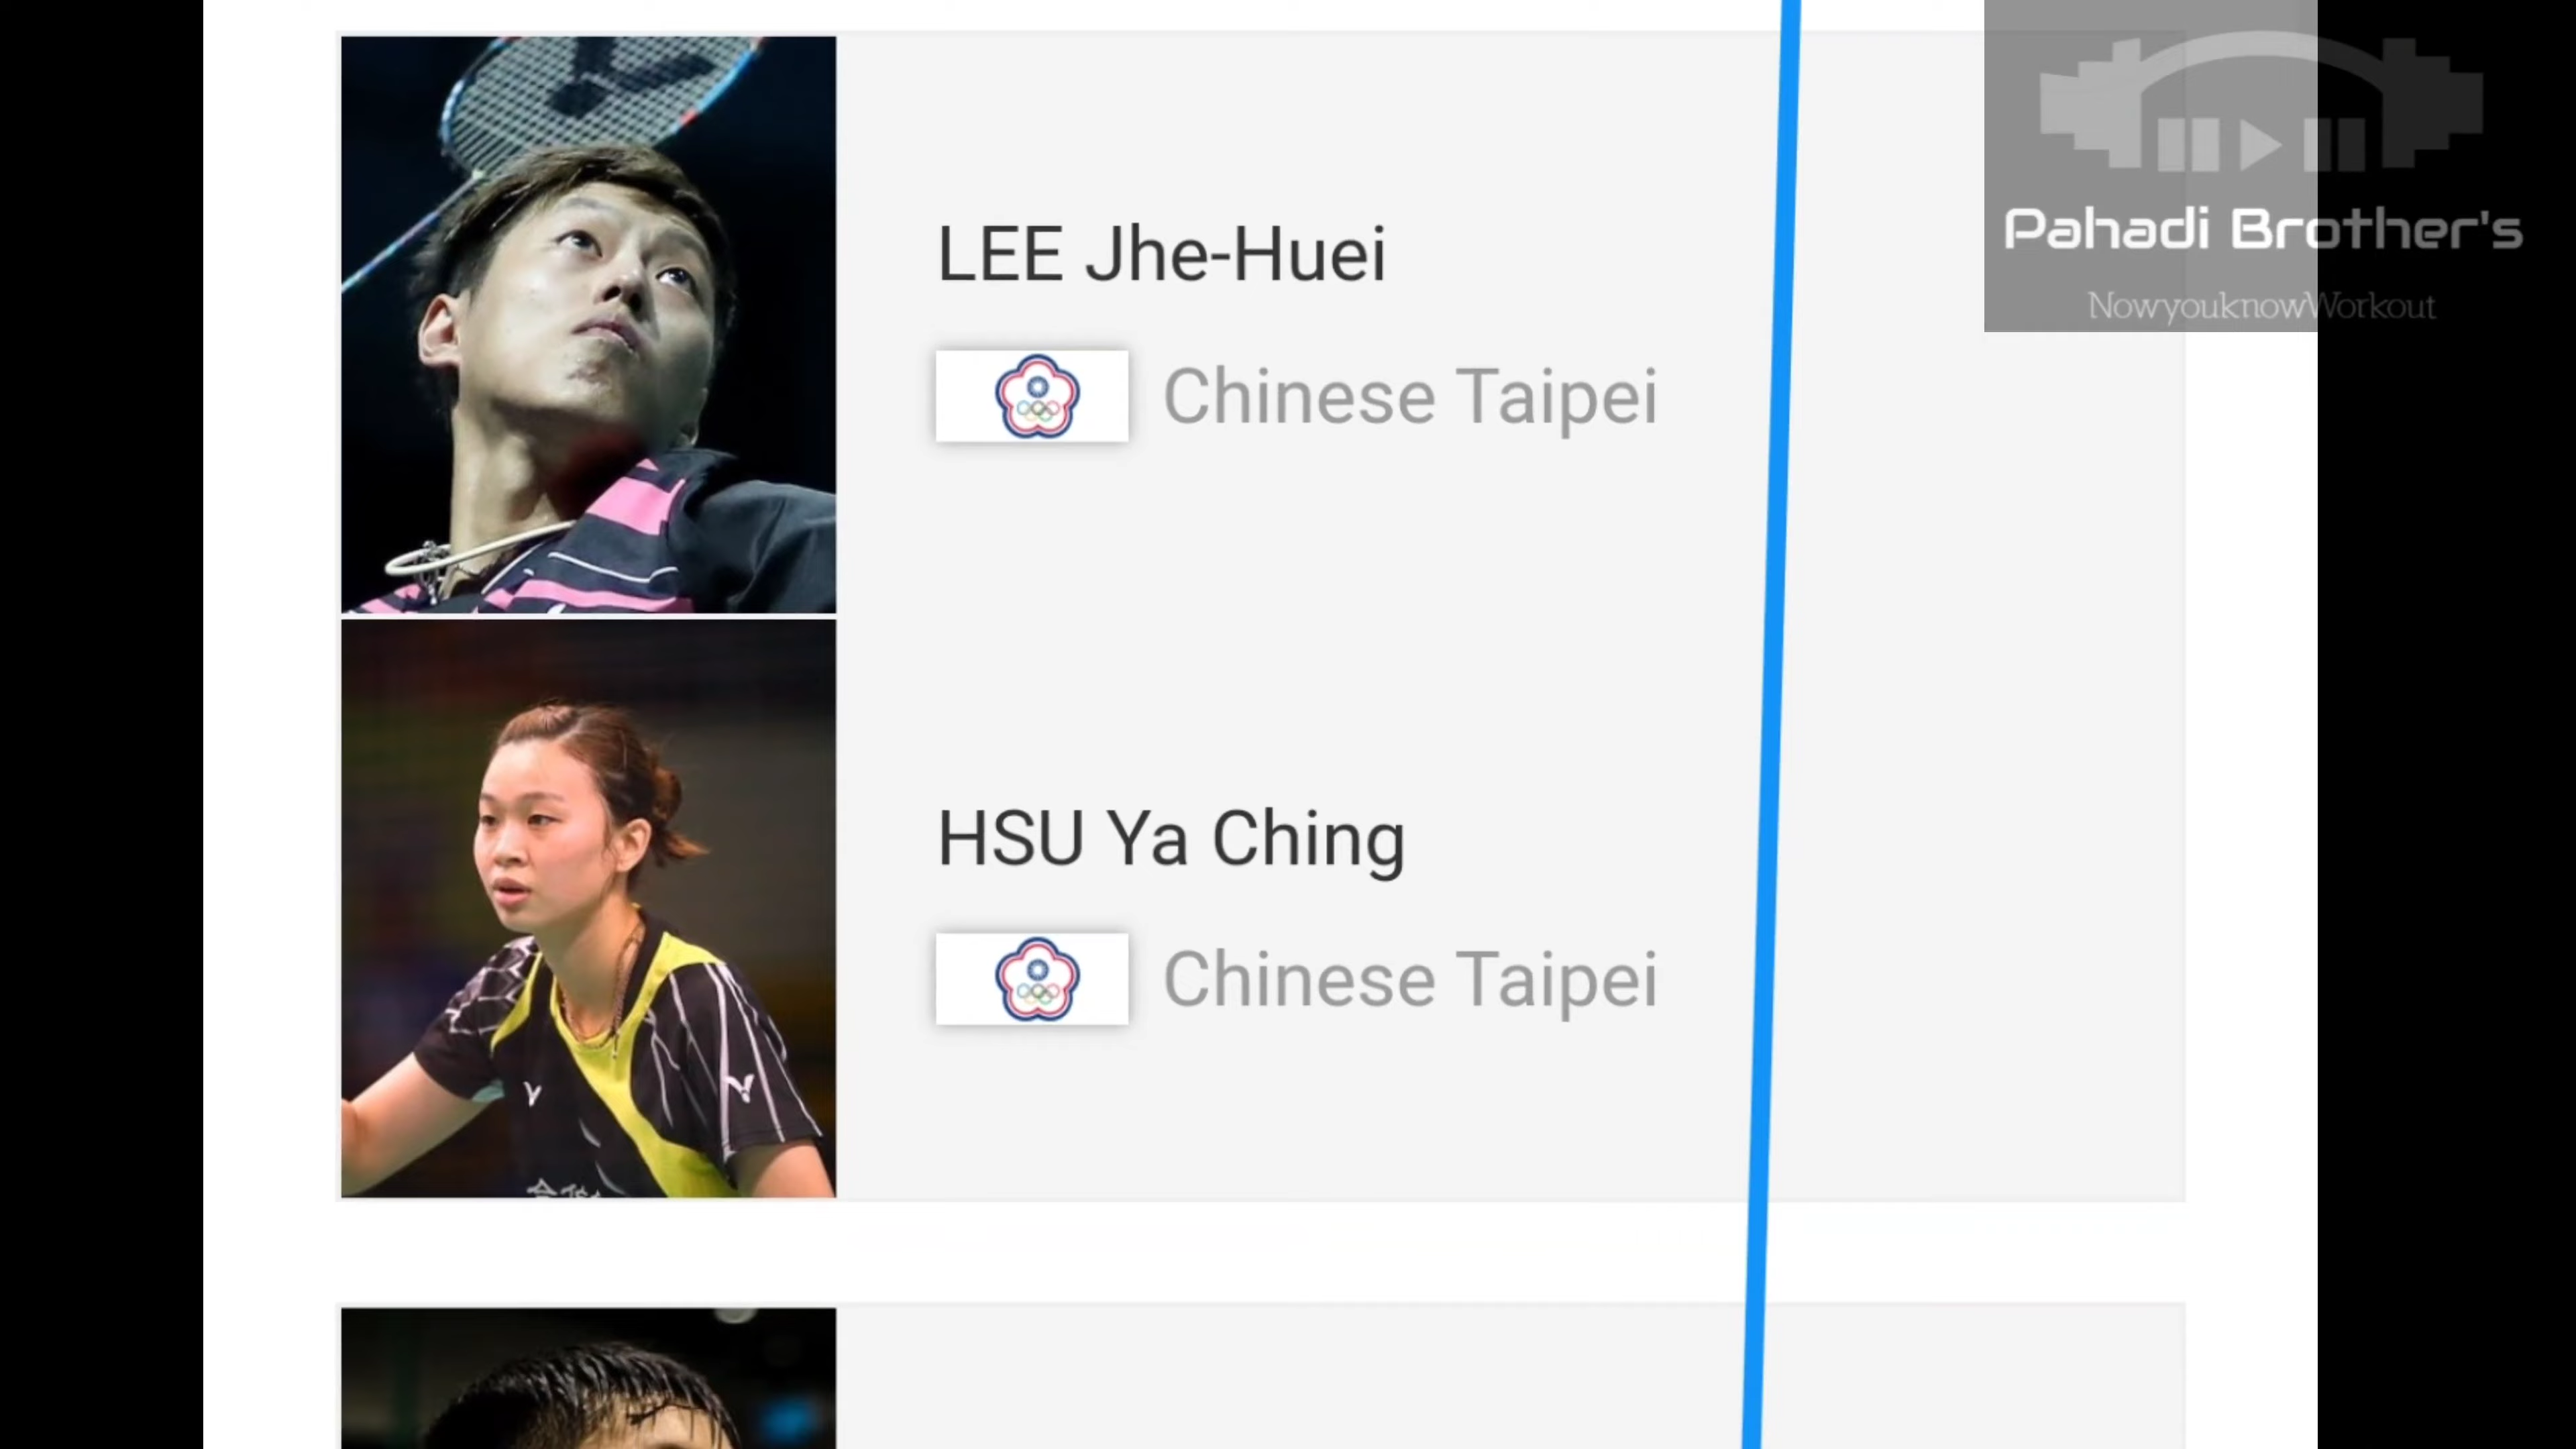 LEE Jhe-Huei
Chinese Taipei
HSU Ya Ching
Chinese Taipei
Pahadi Brother's
NowyouknowWorkout